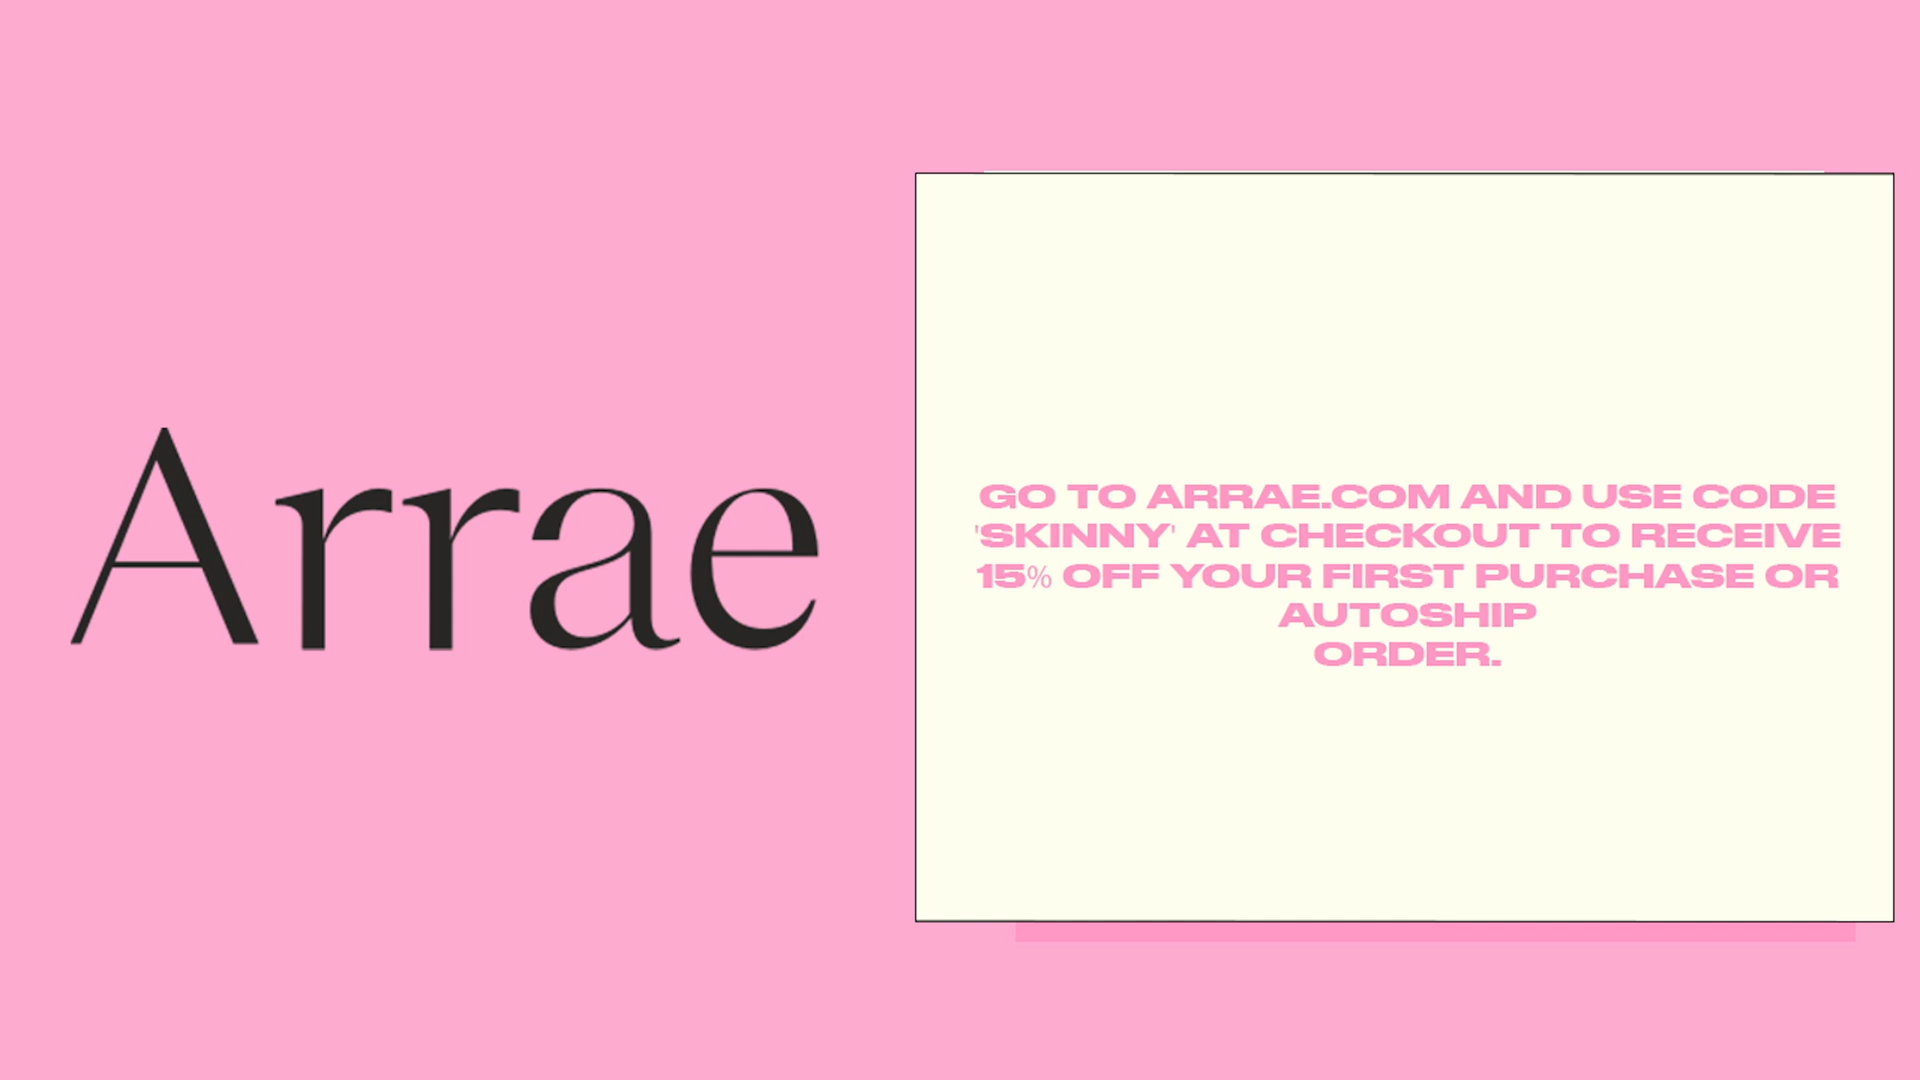 Arrae
GO TO ARRAE.COM AND USE CODE
'SKINNY' AT CHECKOUT TO RECEIVE
15% OFF YOUR FIRST PURCHASE OR
AUTOSHIP
ORDER.